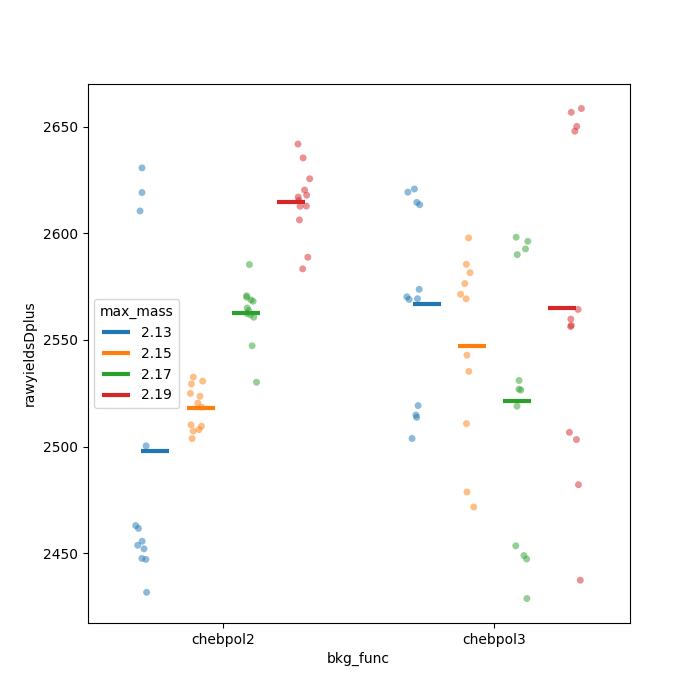 2650
2600
2550
2500
2450
rawyieldsDplus
max_mass
2.13
2.15
2.17
2.19
chebpol2
chebpol3
bkg_func